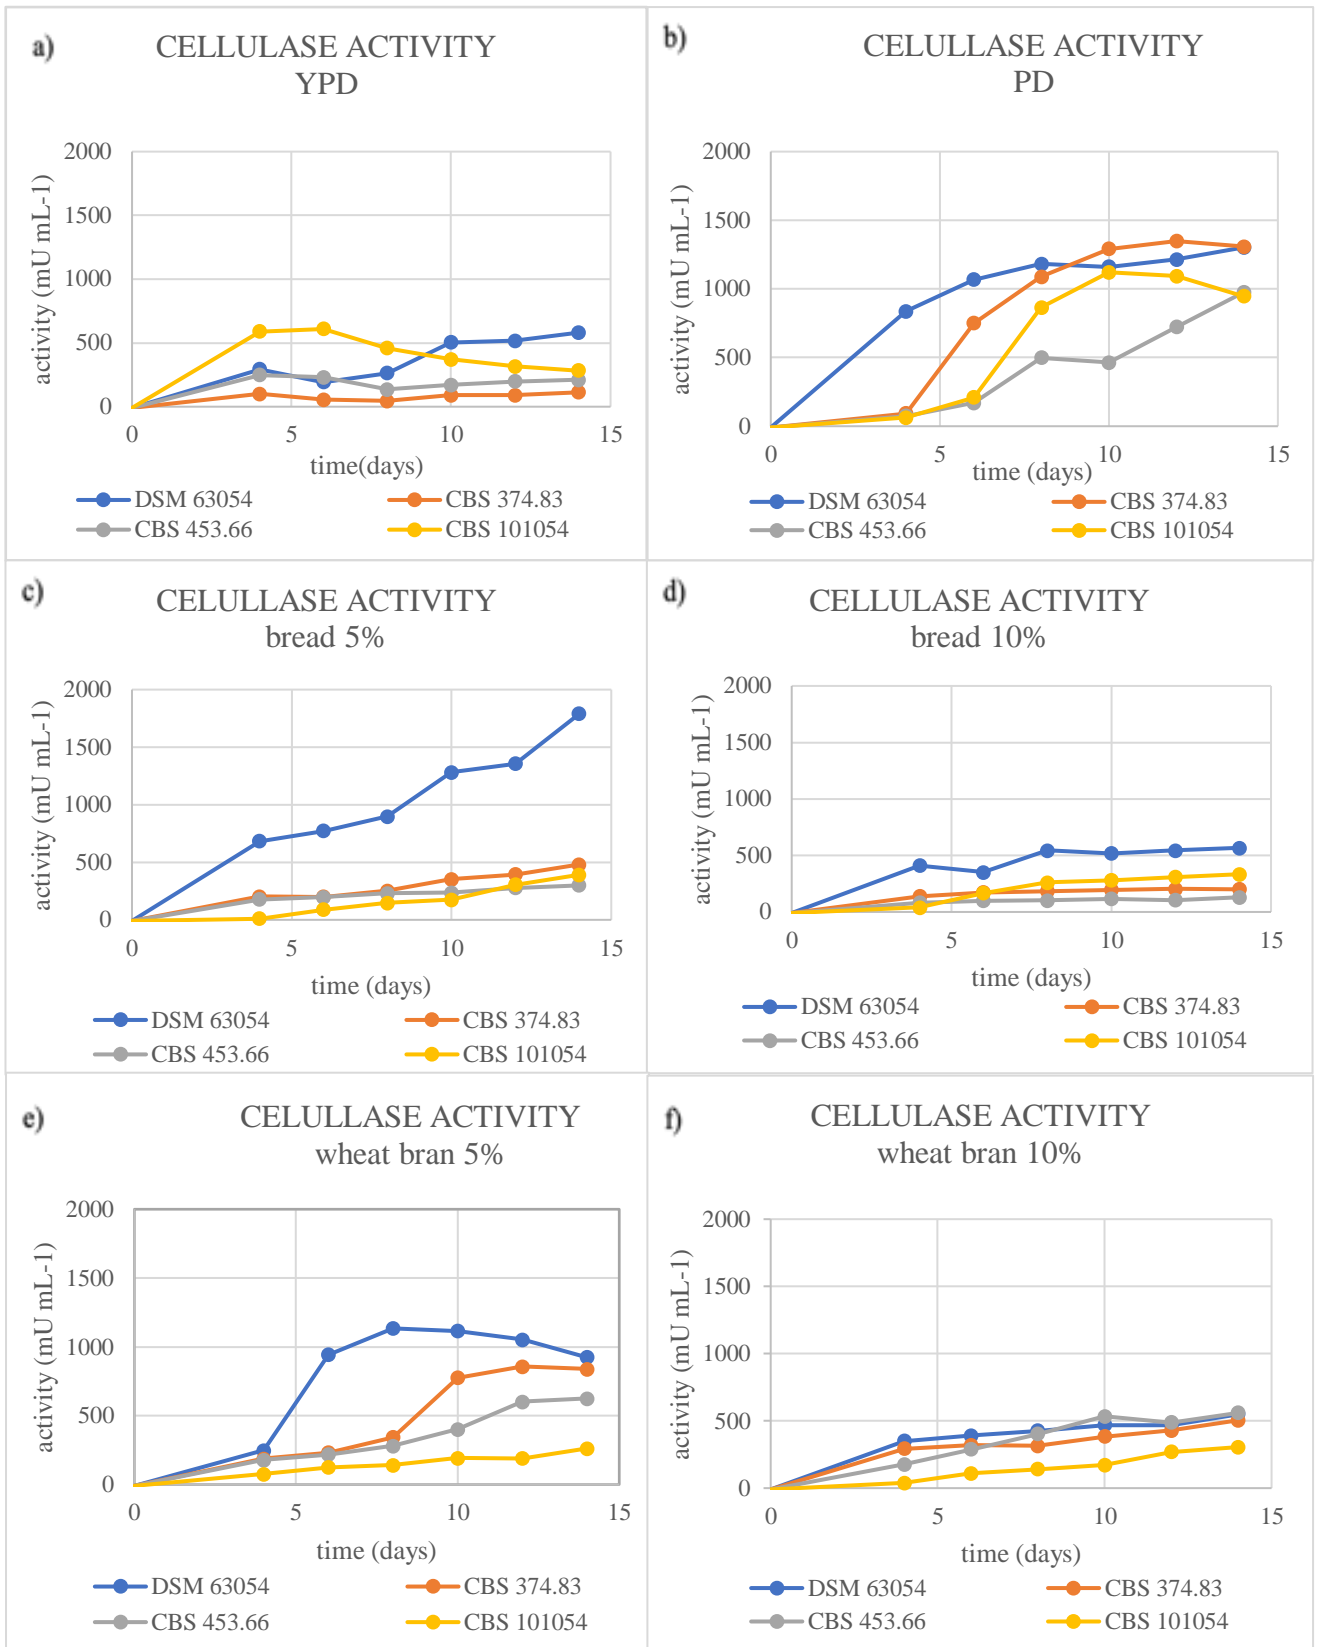 a)
CELLULASE ACTIVITY
YPD
2000
1500
1000
500
0
activity (mU mL-1)
0 5 10 15
time(days)
DSM 63054 CBS 374.83
CBS 453.66 CBS 101054
b)
CELLULASE ACTIVITY
PD
2000
1500
1000
500
0
activity (mU mL-1)
0 5 10 15
time (days)
DSM 63054 CBS 374.83
CBS 453.66 CBS 101054
c)
CELULLASE ACTIVITY
bread 5%
2000
1500
1000
500
0
activity (mU mL-1)
0 5 10 15
time (days)
DSM 63054 CBS 374.83
CBS 453.66 CBS 101054
d)
CELLULASE ACTIVITY
bread 10%
2000
1500
1000
500
0
activity (mU mL-1)
0 5 10 15
time (days)
DSM 63054 CBS 374.83
CBS 453.66 CBS 101054
e)
CELULLASE ACTIVITY
wheat bran 5%
2000
1500
1000
500
0
activity (mU mL-1)
0 5 10 15
time (days)
DSM 63054 CBS 374.83
CBS 453.66 CBS 101054
f)
CELLULASE ACTIVITY
wheat bran 10%
2000
1500
1000
500
0
activity (mU mL-1)
0 5 10 15
time (days)
DSM 63054 CBS 374.83
CBS 453.66 CBS 101054